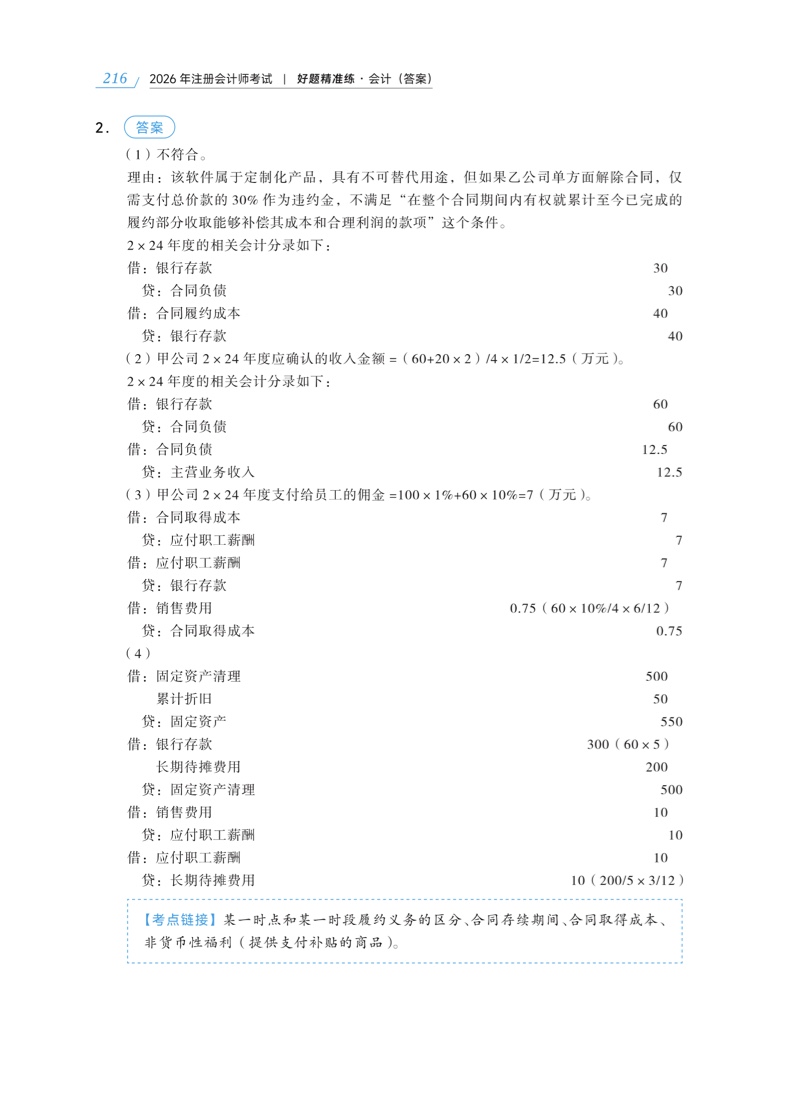 216 2026 年注册会计师考试 | 好题精准练·会计（答案）
2. 答案
（1）不符合。
理由：该软件属于定制化产品，具有不可替代用途，但如果乙公司单方面解除合同，仅
需支付总价款的 30% 作为违约金，不满足“在整个合同期间内有权就累计至今已完成的
履约部分收取能够补偿其成本和合理利润的款项”这个条件。
2×24 年度的相关会计分录如下：
借：银行存款 30
贷：合同负债 30
借：合同履约成本 40
贷：银行存款 40
（2）甲公司 2×24 年度应确认的收入金额 =（60+20×2）/4×1/2=12.5（万元）。
2×24 年度的相关会计分录如下：
借：银行存款 60
贷：合同负债 60
借：合同负债 12.5
贷：主营业务收入 12.5
（3）甲公司 2×24 年度支付给员工的佣金 =100×1%+60×10%=7（万元）。
借：合同取得成本 7
贷：应付职工薪酬 7
借：应付职工薪酬 7
贷：银行存款 7
借：销售费用 0.75（60×10%/4×6/12）
贷：合同取得成本 0.75
（4）
借：固定资产清理 500
累计折旧 50
贷：固定资产 550
借：银行存款 300（60×5）
长期待摊费用 200
贷：固定资产清理 500
借：销售费用 10
贷：应付职工薪酬 10
借：应付职工薪酬 10
贷：长期待摊费用 10（200/5×3/12）
【考点链接】某一时点和某一时段履约义务的区分、合同存续期间、合同取得成本、
非货币性福利（提供支付补贴的商品）。